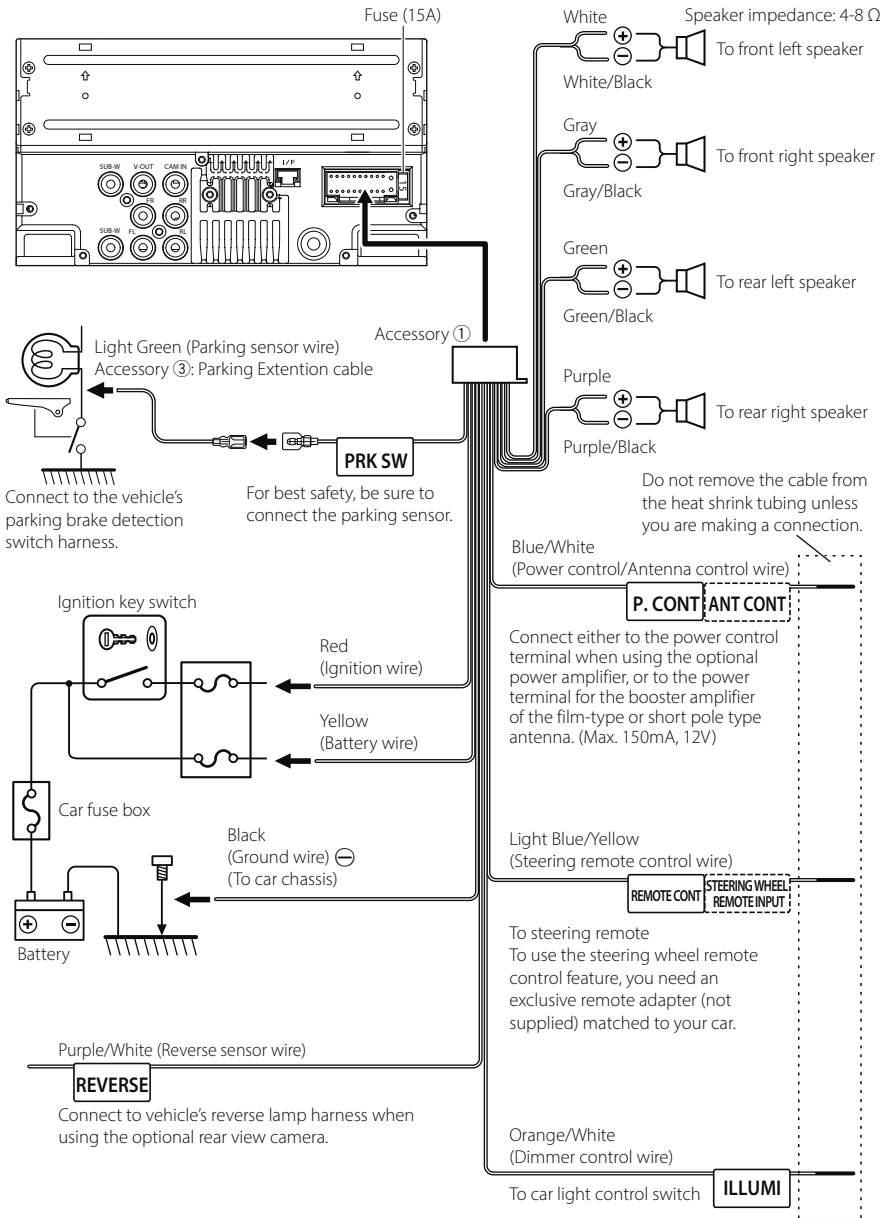 Fuse (15A)
White
Speaker impedance: 4-8 Ω
To front left speaker
White/Black
Gray
To front right speaker
Gray/Black
Green
To rear left speaker
Green/Black
Purple
To rear right speaker
Purple/Black
SUB-W V-OUT CAM IN
I/F
15
FR RR
SUB-W FL RL
Accessory ①
Light Green (Parking sensor wire)
Accessory ③: Parking Extention cable
PRK SW
Connect to the vehicle's
parking brake detection
switch harness.
For best safety, be sure to
connect the parking sensor.
Do not remove the cable from
the heat shrink tubing unless
you are making a connection.
Blue/White
(Power control/Antenna control wire)
P. CONT ANT CONT
Connect either to the power control
terminal when using the optional
power amplifier, or to the power
terminal for the booster amplifier
of the film-type or short pole type
antenna. (Max. 150mA, 12V)
Ignition key switch
Red
(Ignition wire)
Yellow
(Battery wire)
Car fuse box
Black
(Ground wire) ⊖
(To car chassis)
⊕ ⊖
Battery
Light Blue/Yellow
(Steering remote control wire)
REMOTE CONT
STEERING WHEEL
REMOTE INPUT
To steering remote
To use the steering wheel remote
control feature, you need an
exclusive remote adapter (not
supplied) matched to your car.
Purple/White (Reverse sensor wire)
REVERSE
Connect to vehicle's reverse lamp harness when
using the optional rear view camera.
Orange/White
(Dimmer control wire)
To car light control switch
ILLUMI